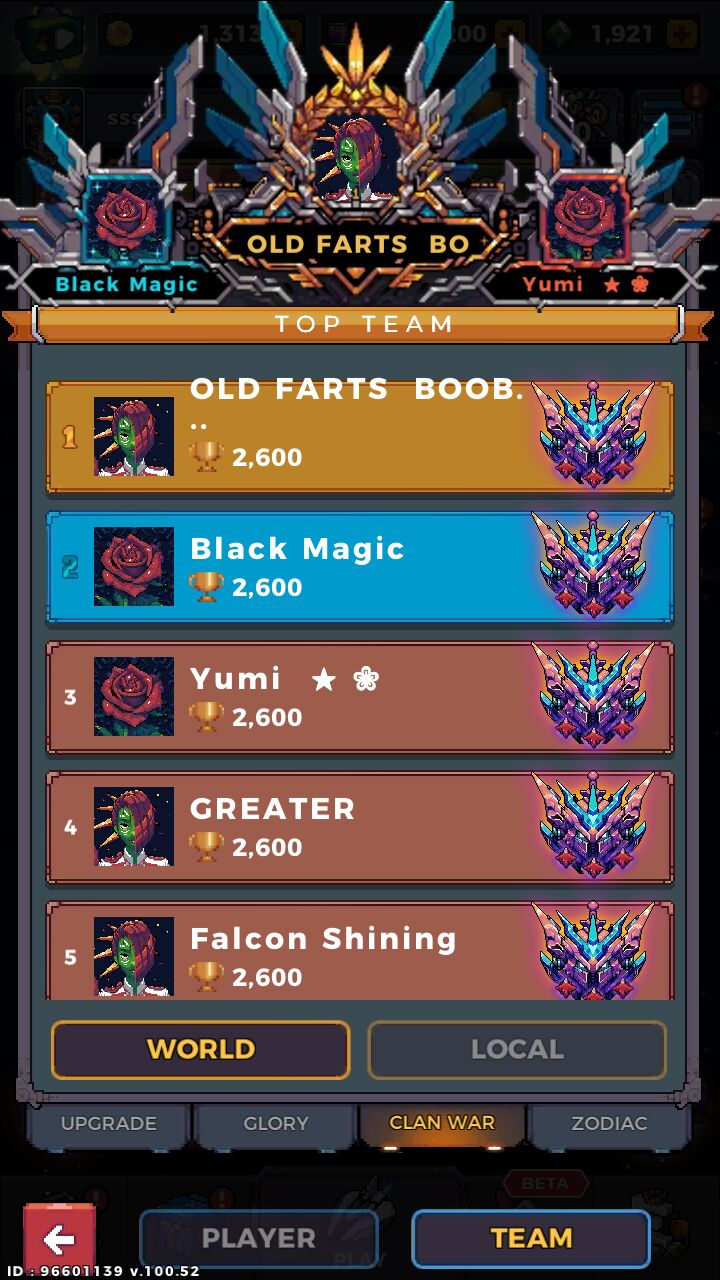 1,313
1,921
OLD FARTS BO
Black Magic
Yumi ★ ❀
TOP TEAM
1
OLD FARTS BOOB.
..
2,600
2
Black Magic
2,600
3
Yumi ★ ❀
2,600
4
GREATER
2,600
5
Falcon Shining
2,600
WORLD
LOCAL
UPGRADE
GLORY
CLAN WAR
ZODIAC
BETA
PLAYER
TEAM
PLAY
ID : 96601139 v.100.52